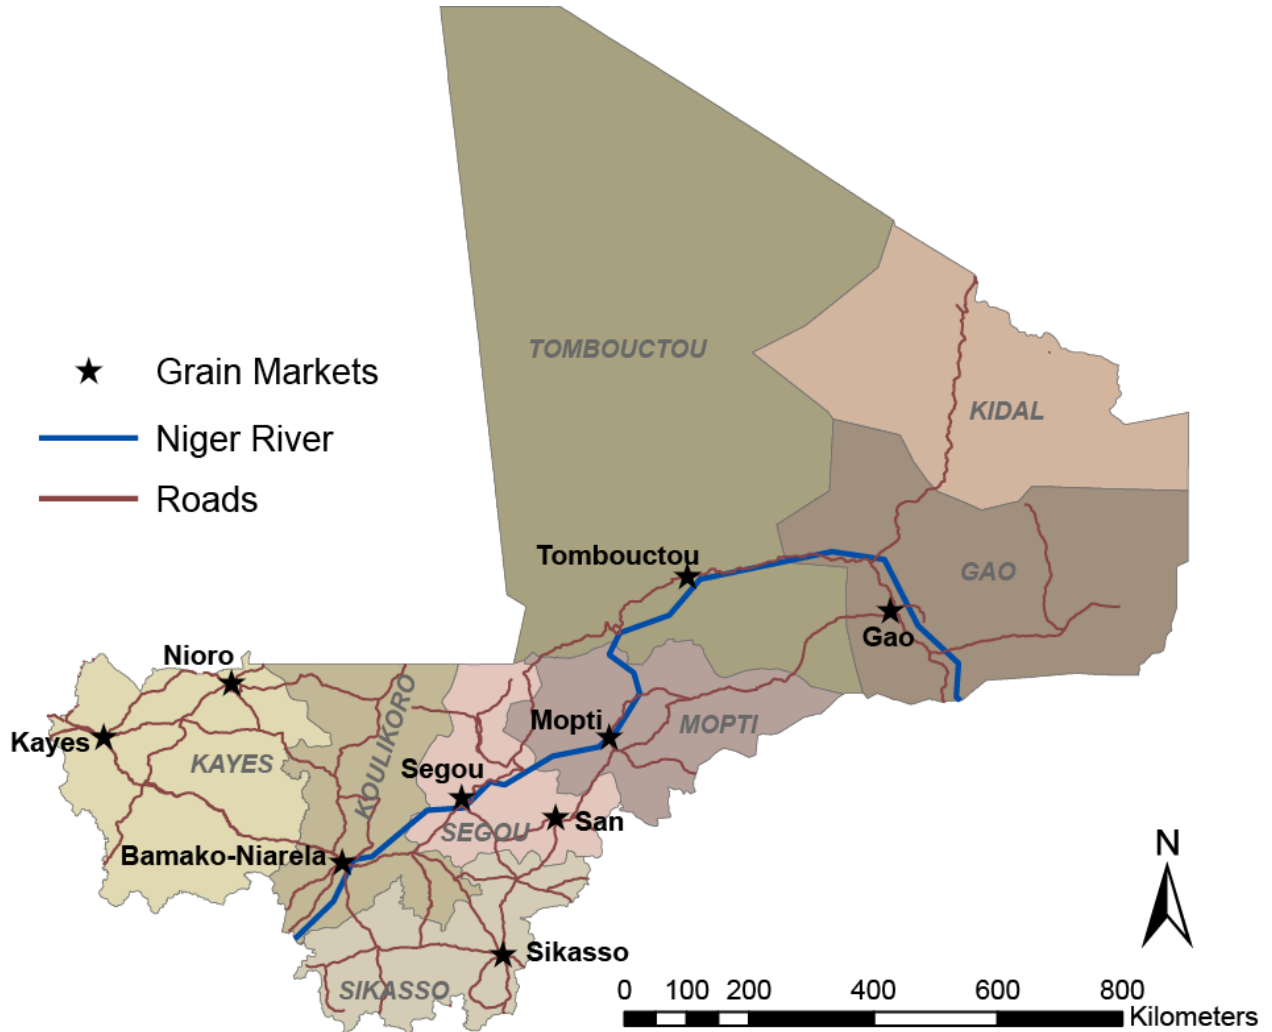 TOMBOUCTOU
Grain Markets
KIDAL
Niger River
Roads
Tombouctou
GAO
Gao
Nioro
Mopti
MOPTI
Kayes
KAYES
KOULIKORO
Segou
SEGOU
San
Bamako-Niarela
N
Sikasso
SIKASSO
0 100 200 400 600 800
Kilometers